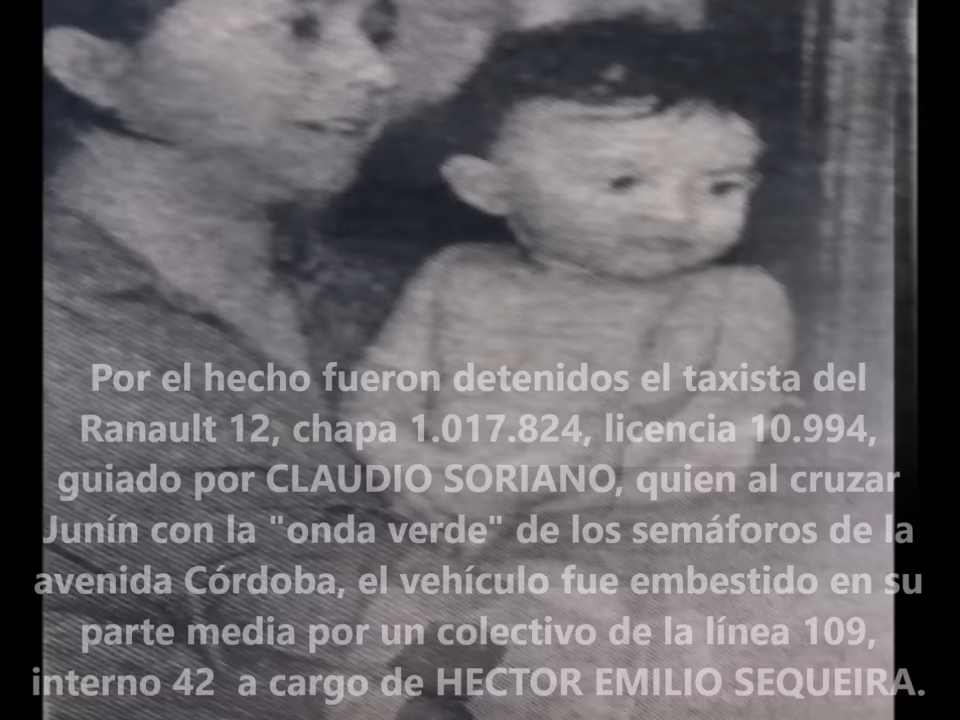 Por el hecho fueron detenidos el taxista del
Ranault 12, chapa 1.017.824, licencia 10.994,
guiado por CLAUDIO SORIANO, quien al cruzar
Junín con la "onda verde" de los semáforos de la
avenida Córdoba, el vehículo fue embestido en su
parte media por un colectivo de la línea 109,
interno 42  a cargo de HECTOR EMILIO SEQUEIRA.